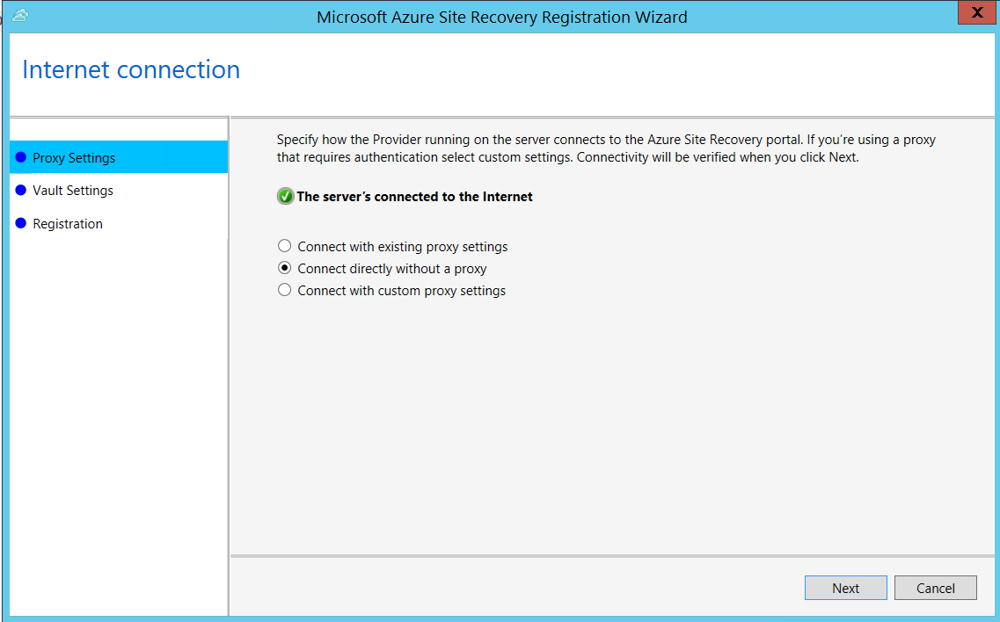 Microsoft Azure Site Recovery Registration Wizard
X
Internet connection
Proxy Settings
Vault Settings
Registration
Specify how the Provider running on the server connects to the Azure Site Recovery portal. If you're using a proxy
that requires authentication select custom settings. Connectivity will be verified when you click Next.
The server's connected to the Internet
Connect with existing proxy settings
Connect directly without a proxy
Connect with custom proxy settings
Next
Cancel